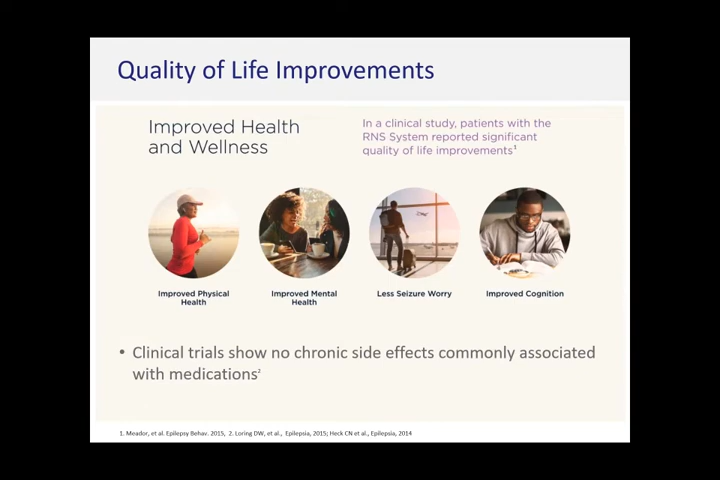 Quality of Life Improvements
Improved Health
and Wellness
In a clinical study, patients with the
RNS System reported significant
quality of life improvements¹
Improved Physical
Health
Improved Mental
Health
Less Seizure Worry
Improved Cognition
• Clinical trials show no chronic side effects commonly associated
with medications²
1. Meador, et al. Epilepsy Behav. 2015, 2. Loring DW, et al., Epilepsia, 2015; Heck CN et al., Epilepsia, 2014